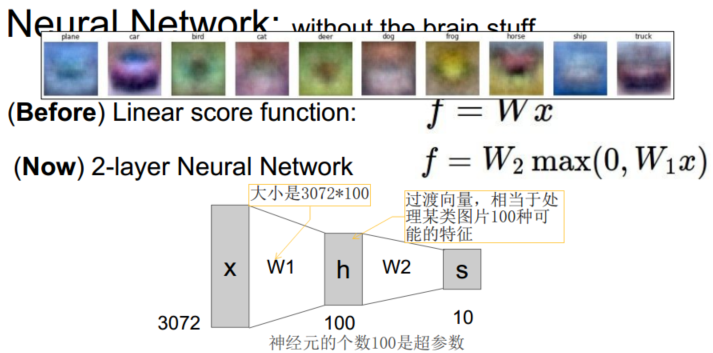 Neural Network: without the brain stuff
plane car bird cat deer dog frog horse ship truck
(Before) Linear score function: f = Wx
(Now) 2-layer Neural Network f = W₂ max(0, W₁x)
大小是3072*100
过渡向量，相当于处
理某类图片100种可
能的特征
x W1 h W2 s
3072 100 10
神经元的个数100是超参数